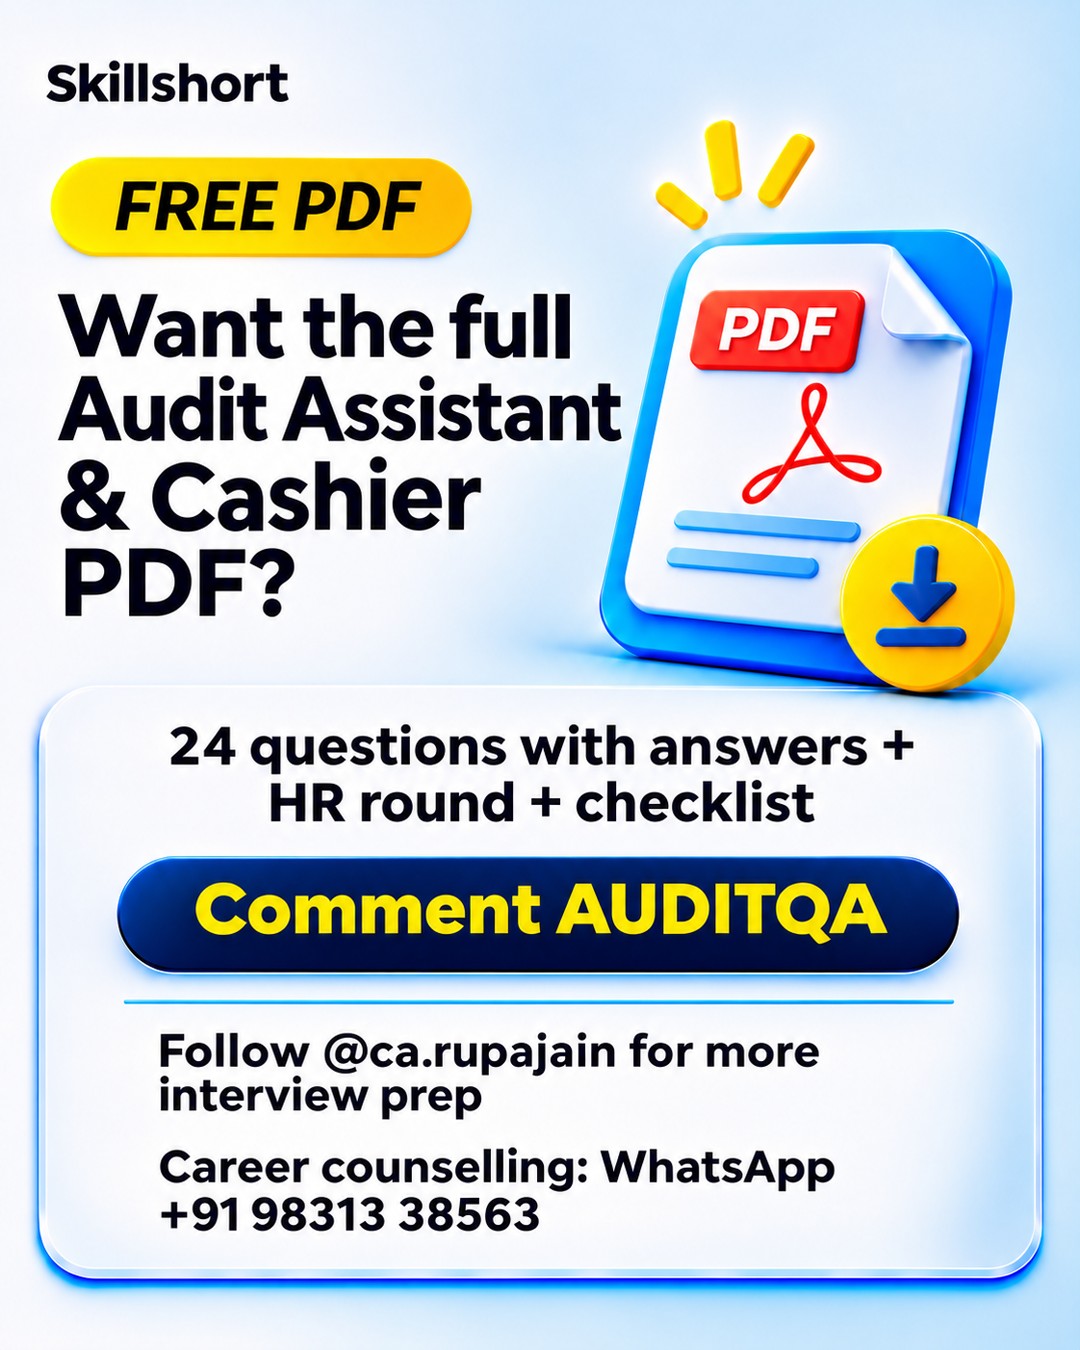 Skillshort
FREE PDF
Want the full
Audit Assistant
& Cashier
PDF?
PDF
24 questions with answers +
HR round + checklist
Comment AUDITQA
Follow @ca.rupajain for more
interview prep
Career counselling: WhatsApp
+91 98313 38563